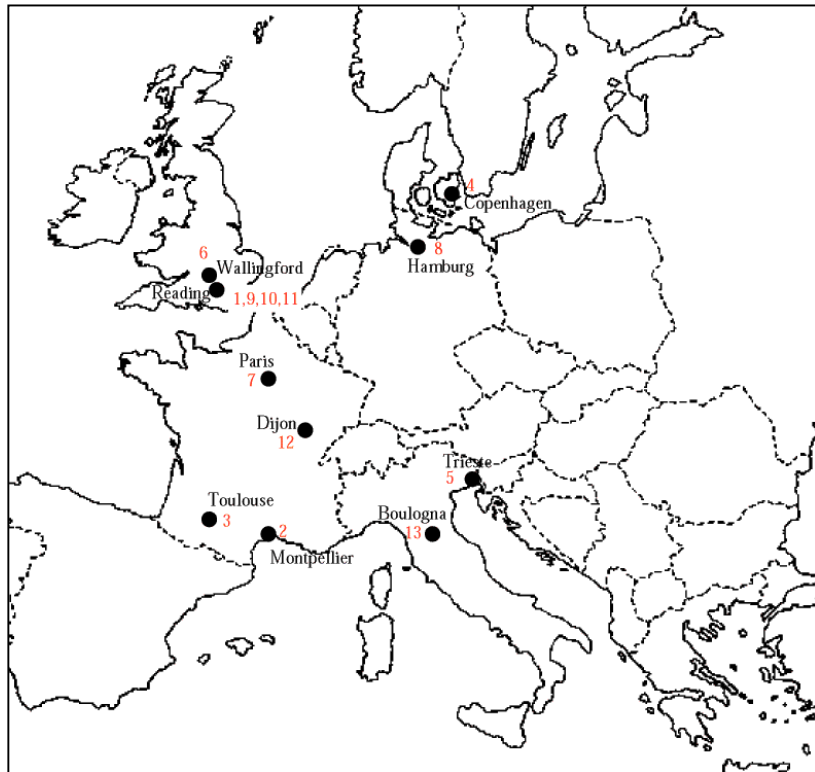 4
Copenhagen
8
Hamburg
6
Wallingford
Reading
1,9,10,11
Paris
7
Dijon
12
Trieste
5
Toulouse
3
Boulogna
13
2
Montpellier